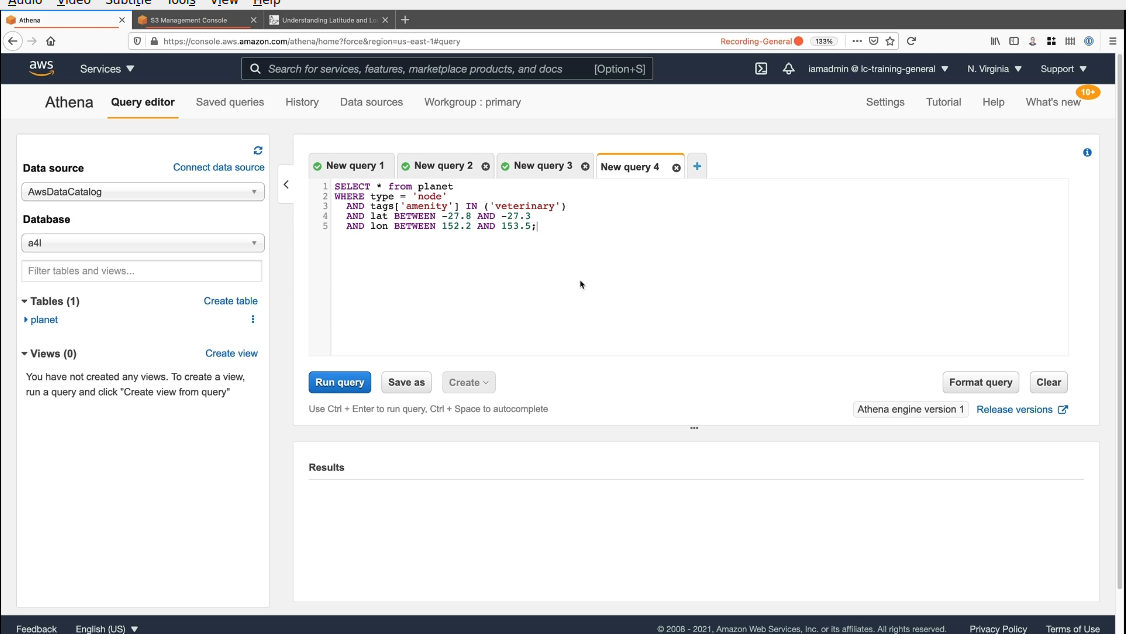 Audio Video Subtitle Tools View Help
Athena
S3 Management Console
Understanding Latitude and Lo
https://console.aws.amazon.com/athena/home?force&region=us-east-1#query
Recording-General
133%
aws
Services
Search for services, features, marketplace products, and docs
[Option+S]
iamadmin @ lc-training-general
N. Virginia
Support
Athena
Query editor
Saved queries
History
Data sources
Workgroup : primary
Settings
Tutorial
Help
What's new
10+
Data source
Connect data source
AwsDataCatalog
Database
a4l
Filter tables and views...
Tables (1)
Create table
planet
Views (0)
Create view
You have not created any views. To create a view,
run a query and click "Create view from query"
New query 1
New query 2
New query 3
New query 4
1 SELECT * from planet
2 WHERE type = 'node'
3 AND tags['amenity'] IN ('veterinary')
4 AND lat BETWEEN -27.8 AND -27.3
5 AND lon BETWEEN 152.2 AND 153.5;
Run query
Save as
Create
Format query
Clear
Use Ctrl + Enter to run query, Ctrl + Space to autocomplete
Athena engine version 1
Release versions
Results
Feedback
English (US)
© 2008 - 2021, Amazon Web Services, Inc. or its affiliates. All rights reserved.
Privacy Policy
Terms of Use